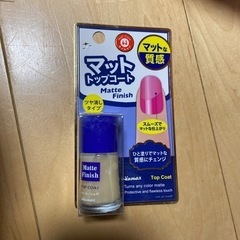 マット
トップコート
Matte
Finish
マットな
質感
ツヤ消し
タイプ
スムーズで
マットな仕上がり
ひと塗りでマットな
質感にチェンジ
Matte
Finish
TOP COAT
Top Coat
Turns any color matte
Protective and flawless touch